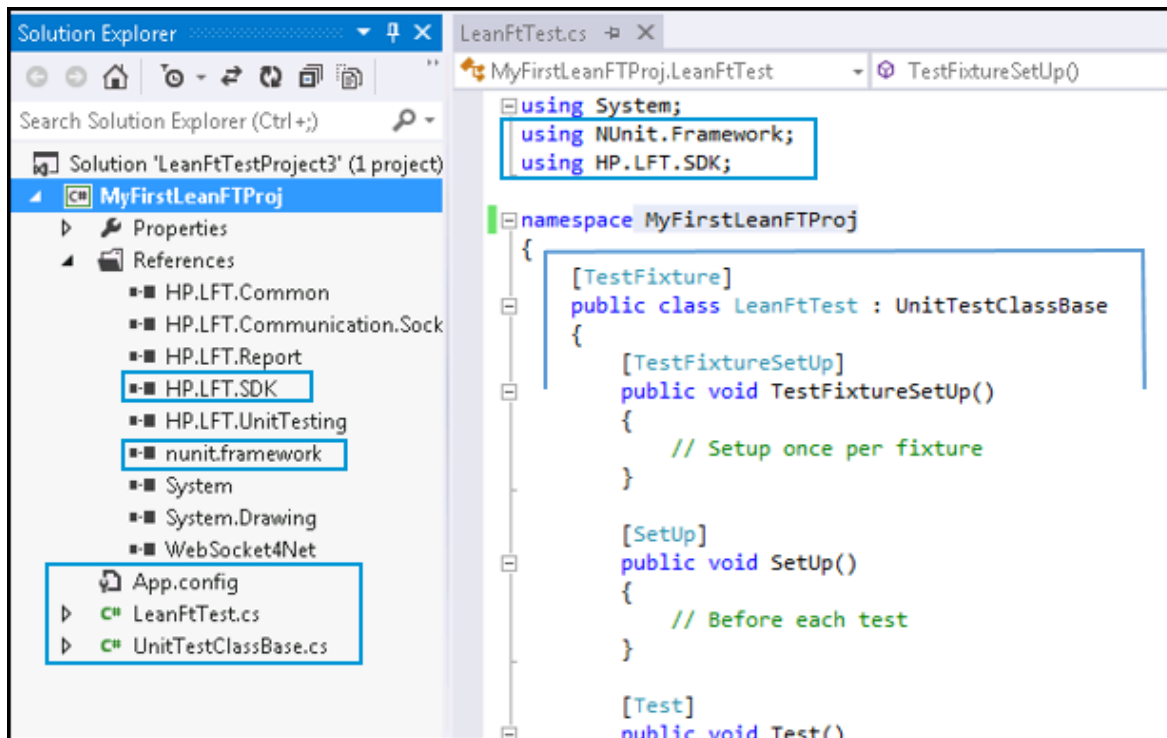 Solution Explorer
Search Solution Explorer (Ctrl+;)
Solution 'LeanFtTestProject3' (1 project)
C# MyFirstLeanFTProj
Properties
References
HP.LFT.Common
HP.LFT.Communication.Sock
HP.LFT.Report
HP.LFT.SDK
HP.LFT.UnitTesting
nunit.framework
System
System.Drawing
WebSocket4Net
App.config
C# LeanFtTest.cs
C# UnitTestClassBase.cs
LeanFtTest.cs
MyFirstLeanFTProj.LeanFtTest
TestFixtureSetUp()
using System;
using NUnit.Framework;
using HP.LFT.SDK;
namespace MyFirstLeanFTProj
{
[TestFixture]
public class LeanFtTest : UnitTestClassBase
{
[TestFixtureSetUp]
public void TestFixtureSetUp()
{
// Setup once per fixture
}
[SetUp]
public void SetUp()
{
// Before each test
}
[Test]
public void Test()